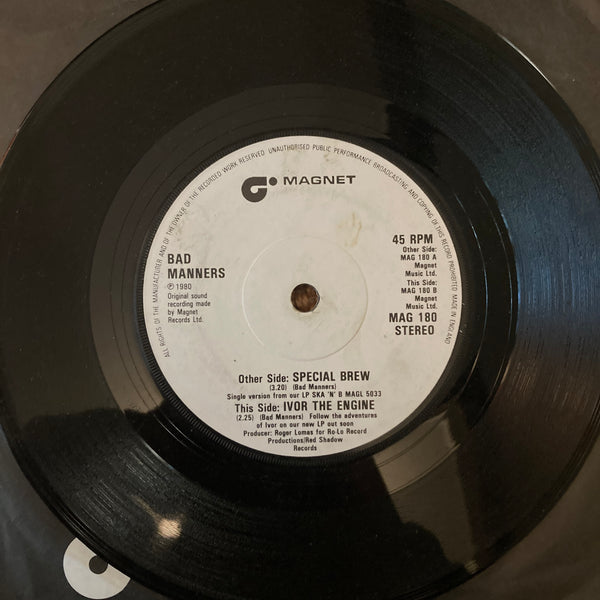 ALL RIGHTS OF THE MANUFACTURER AND OF THE OWNER OF THE RECORDED WORK RESERVED UNAUTHORISED PUBLIC PERFORMANCE BROADCASTING AND COPYING OF THIS RECORD PROHIBITED MADE IN ENGLAND
MAGNET
BAD
MANNERS
℗ 1980
Original sound
recording made
by Magnet
Records Ltd.
45 RPM
Other Side:
MAG 180 A
Magnet
Music Ltd.
This Side:
MAG 180 B
Magnet
Music Ltd.
MAG 180
STEREO
Other Side: SPECIAL BREW
(3.20) (Bad Manners)
Single version from our LP SKA 'N' B MAGL 5033
This Side: IVOR THE ENGINE
(2.25) (Bad Manners) Follow the adventures
of Ivor on our new LP out soon
Producer: Roger Lomas for Ro-Lo Record
Productions/Red Shadow
Records